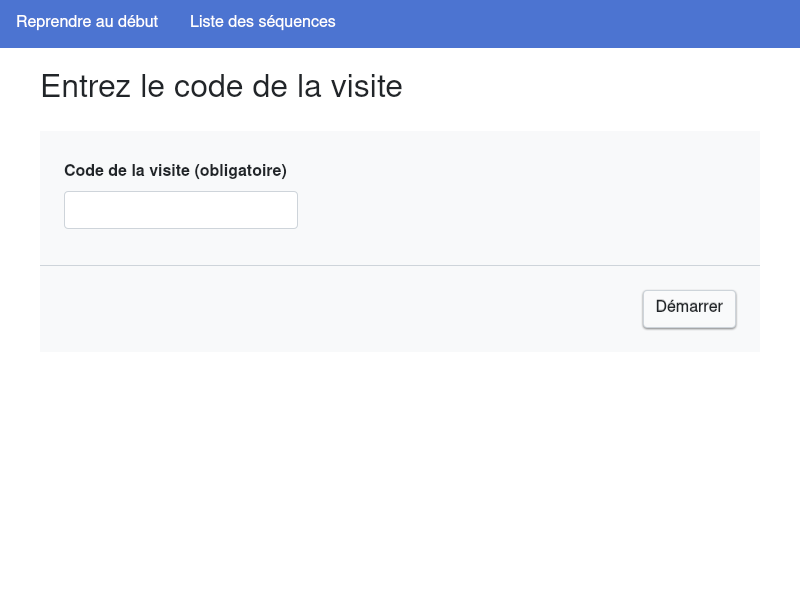 Reprendre au début
Liste des séquences
Entrez le code de la visite
Code de la visite (obligatoire)
Démarrer